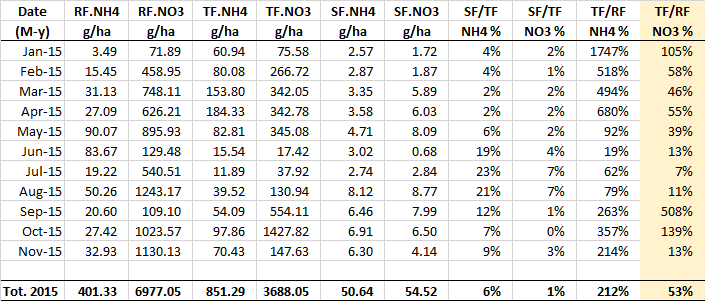 Date RF.NH4 RF.NO3 TF.NH4 TF.NO3 SF.NH4 SF.NO3 SF/TF SF/TF TF/RF TF/RF
(M-y) g/ha g/ha g/ha g/ha g/ha g/ha NH4 % NO3 % NH4 % NO3 %
Jan-15 3.49 71.89 60.94 75.58 2.57 1.72 4% 2% 1747% 105%
Feb-15 15.45 458.95 80.08 266.72 2.87 1.87 4% 1% 518% 58%
Mar-15 31.13 748.11 153.80 342.05 3.35 5.89 2% 2% 494% 46%
Apr-15 27.09 626.21 184.33 342.78 3.58 6.03 2% 2% 680% 55%
May-15 90.07 895.93 82.81 345.08 4.71 8.09 6% 2% 92% 39%
Jun-15 83.67 129.48 15.54 17.42 3.02 0.68 19% 4% 19% 13%
Jul-15 19.22 540.51 11.89 37.92 2.74 2.84 23% 7% 62% 7%
Aug-15 50.26 1243.17 39.52 130.94 8.12 8.77 21% 7% 79% 11%
Sep-15 20.60 109.10 54.09 554.11 6.46 7.99 12% 1% 263% 508%
Oct-15 27.42 1023.57 97.86 1427.82 6.91 6.50 7% 0% 357% 139%
Nov-15 32.93 1130.13 70.43 147.63 6.30 4.14 9% 3% 214% 13%
Tot. 2015 401.33 6977.05 851.29 3688.05 50.64 54.52 6% 1% 212% 53%